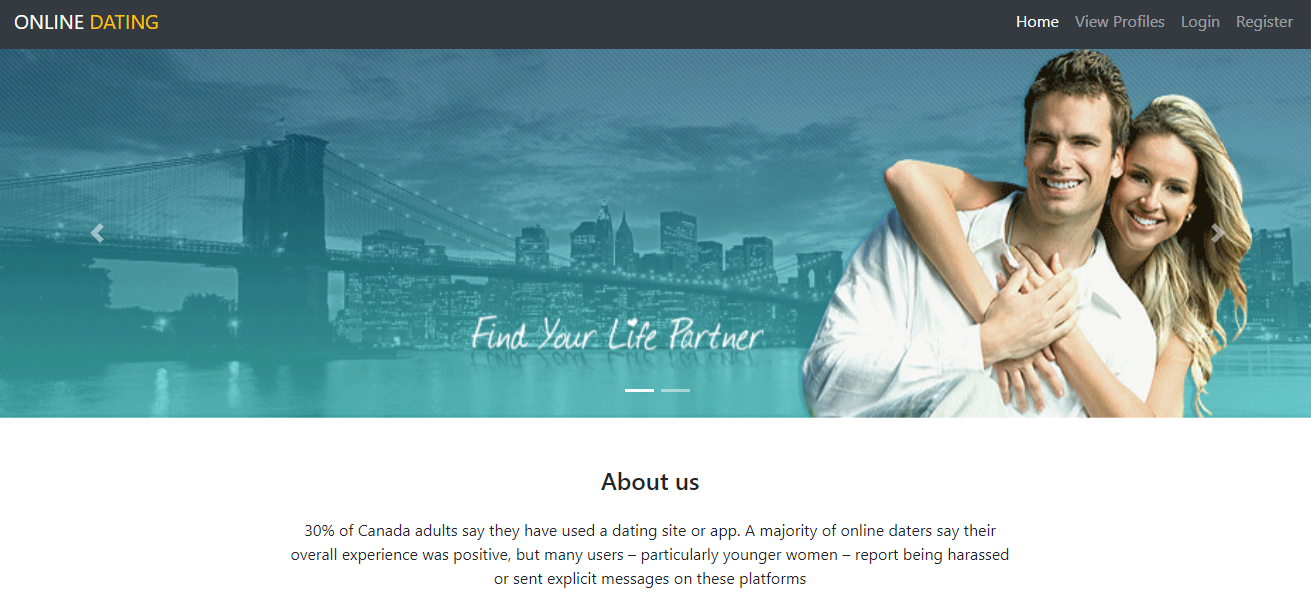 ONLINE DATING
Home View Profiles Login Register
Find Your Life Partner
About us
30% of Canada adults say they have used a dating site or app. A majority of online daters say their
overall experience was positive, but many users – particularly younger women – report being harassed
or sent explicit messages on these platforms